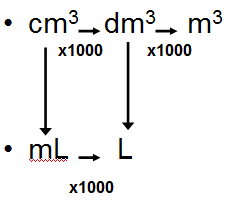 • cm³ → dm³ → m³
x1000 x1000
• mL → L
x1000